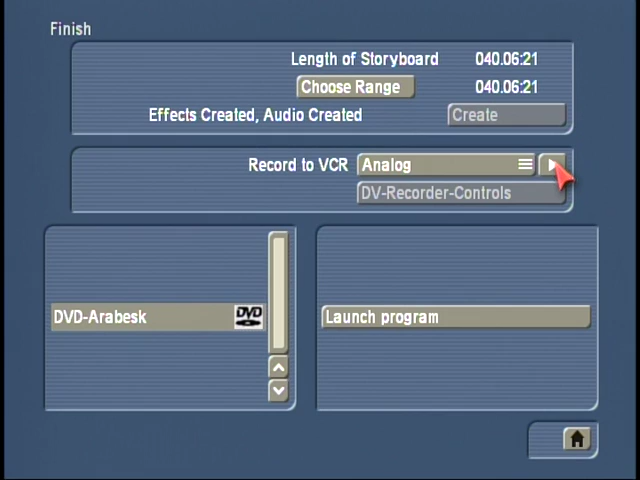 Finish
Length of Storyboard 040.06:21
Choose Range 040.06:21
Effects Created, Audio Created Create
Record to VCR Analog
DV-Recorder-Controls
DVD-Arabesk DVD
Launch program